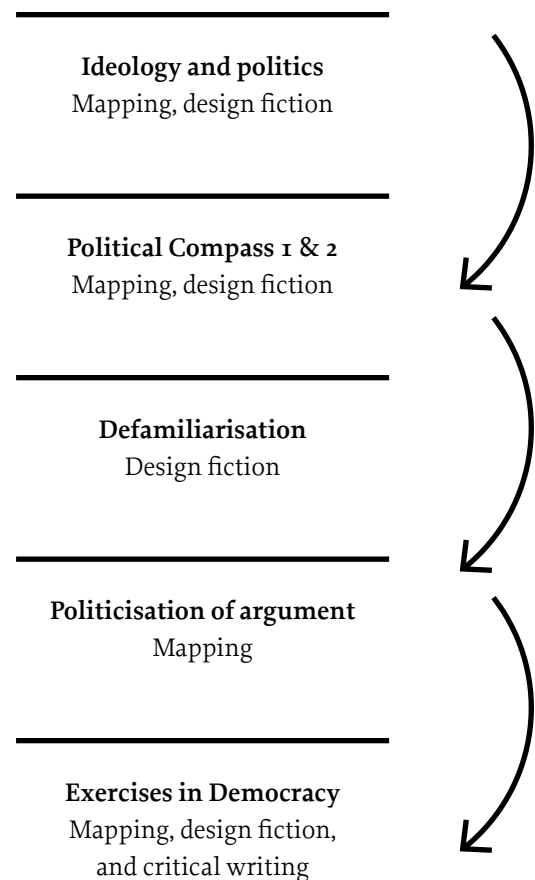 Ideology and politics
Mapping, design fiction
Political Compass 1 & 2
Mapping, design fiction
Defamiliarisation
Design fiction
Politicisation of argument
Mapping
Exercises in Democracy
Mapping, design fiction,
and critical writing